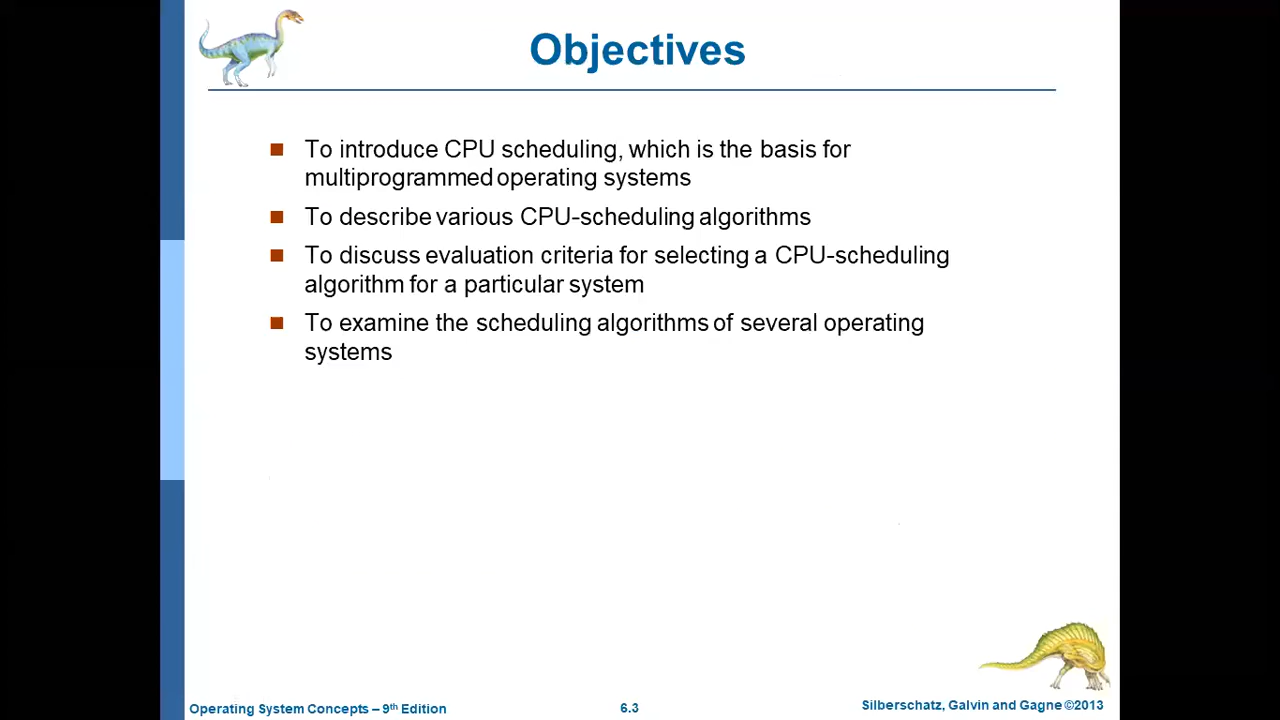 Objectives
To introduce CPU scheduling, which is the basis for
multiprogrammed operating systems
To describe various CPU-scheduling algorithms
To discuss evaluation criteria for selecting a CPU-scheduling
algorithm for a particular system
To examine the scheduling algorithms of several operating
systems
Operating System Concepts – 9th Edition
6.3
Silberschatz, Galvin and Gagne ©2013